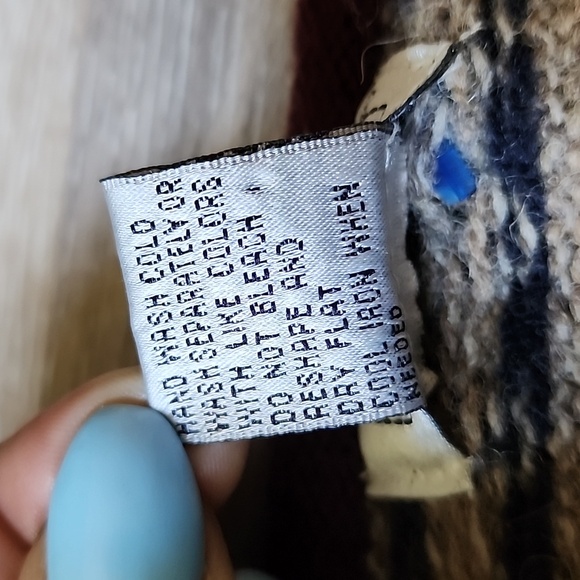 HAND WASH COLD
WASH SEPARATELY OR
WITH LIKE COLORS
DO NOT BLEACH
RESHAPE AND
DRY FLAT
COOL IRON WHEN
NEEDED